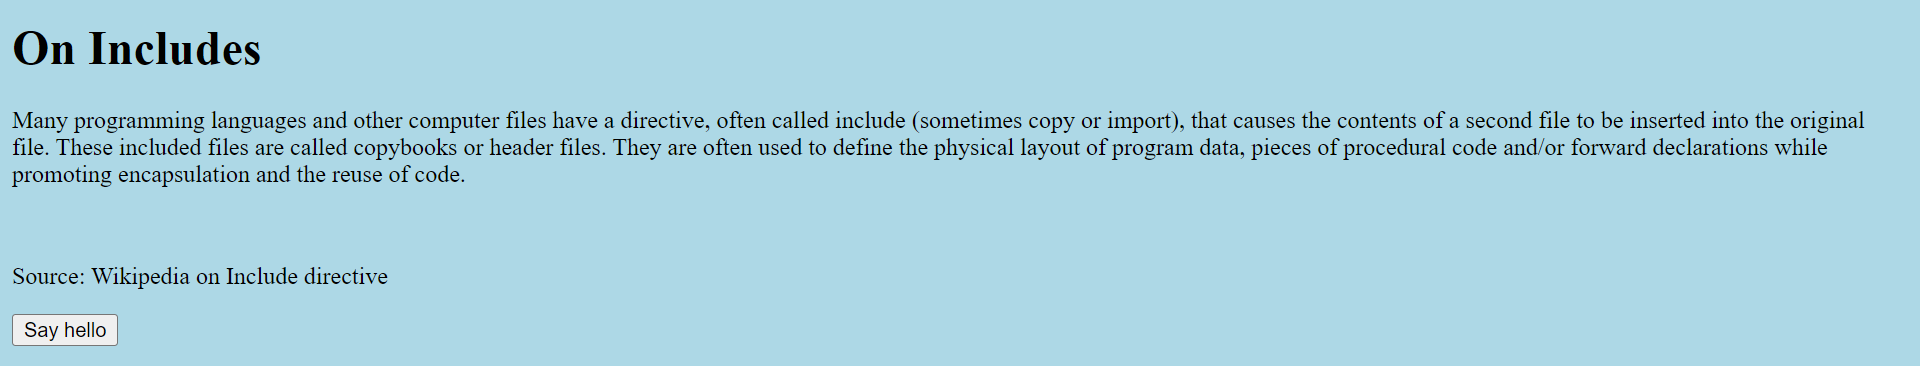 On Includes
Many programming languages and other computer files have a directive, often called include (sometimes copy or import), that causes the contents of a second file to be inserted into the original
file. These included files are called copybooks or header files. They are often used to define the physical layout of program data, pieces of procedural code and/or forward declarations while
promoting encapsulation and the reuse of code.
Source: Wikipedia on Include directive
Say hello